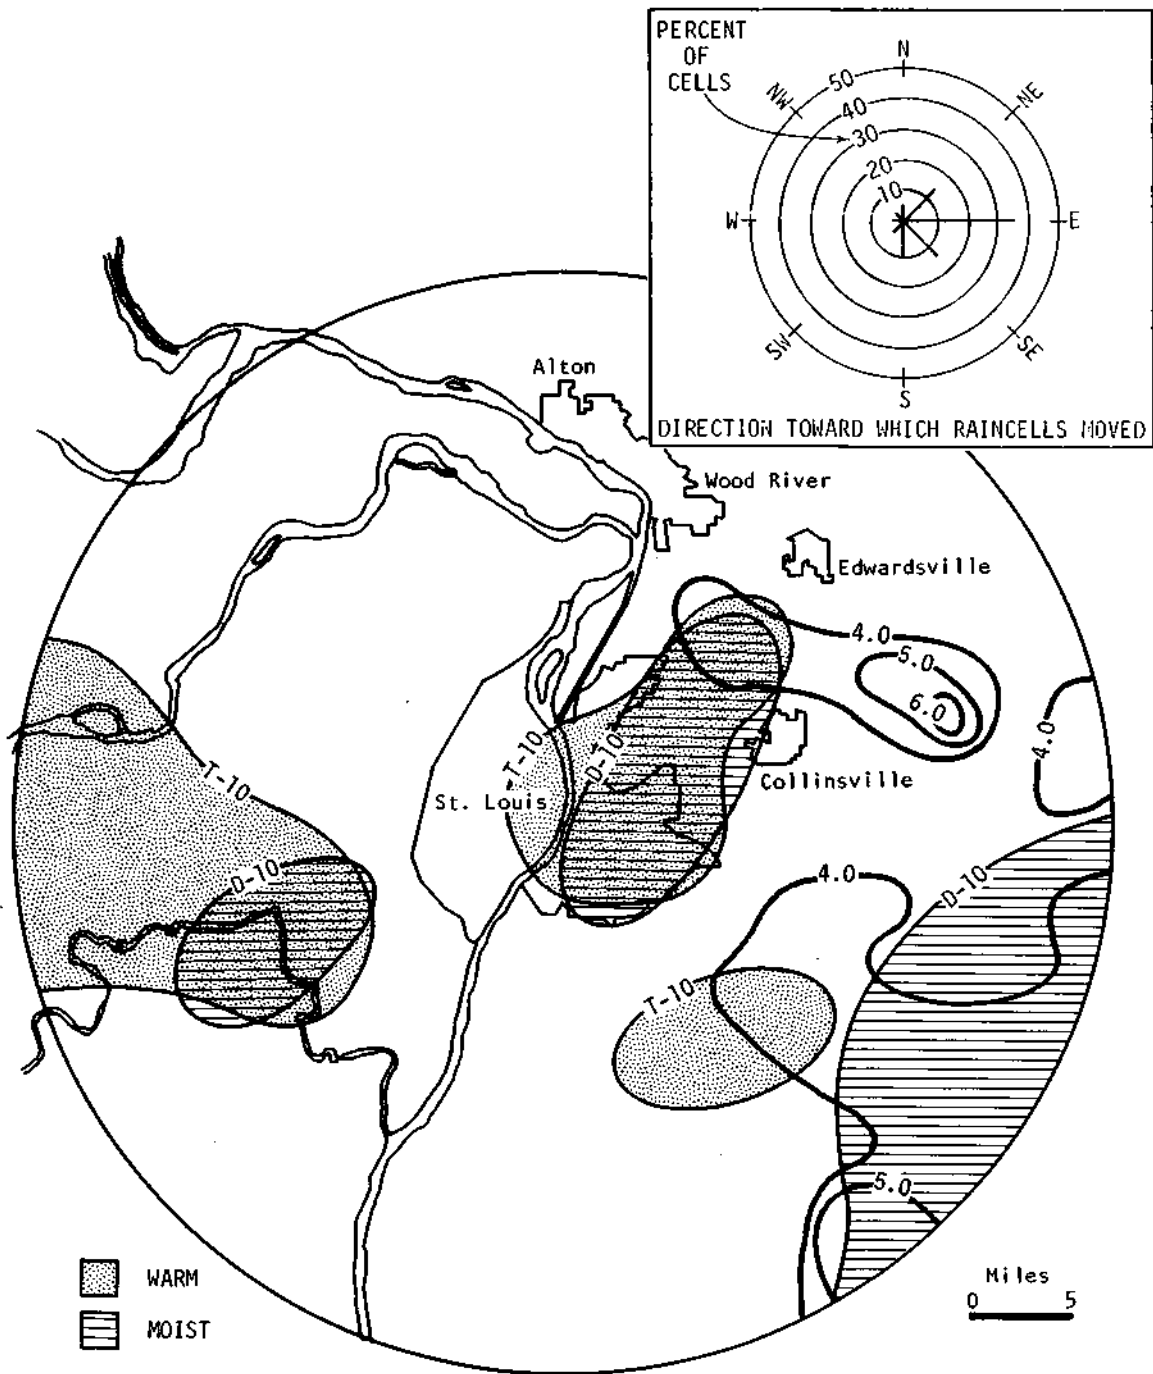 PERCENT
OF
CELLS
N
NE
E
SE
S
SW
W
NW
50
40
30
20
10
DIRECTION TOWARD WHICH RAINCELLS MOVED
Alton
Wood River
Edwardsville
4.0
5.0
6.0
4.0
T-10
D-10
Collinsville
T-10
St. Louis
D-10
4.0
D-10
T-10
5.0
WARM
MOIST
Miles
0 5